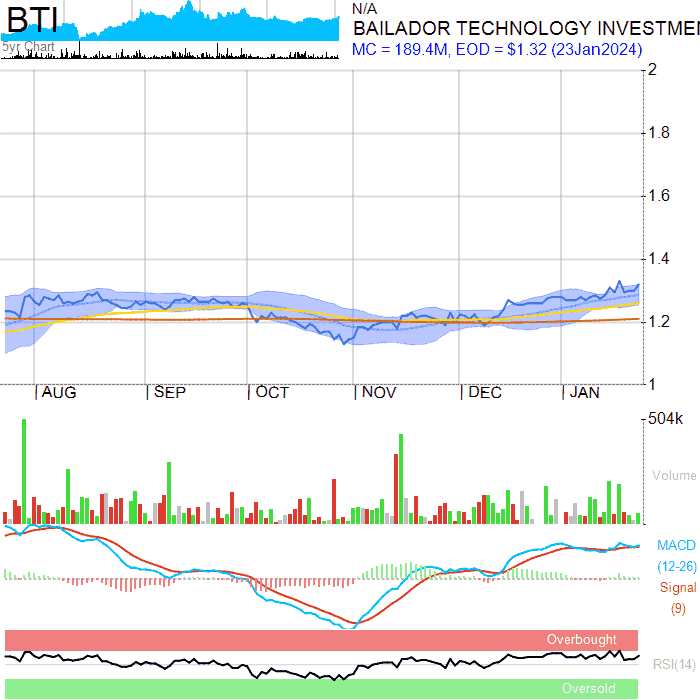 BTI
5yr Chart
N/A
BAILADOR TECHNOLOGY INVESTME
MC = 189.4M, EOD = $1.32 (23Jan2024)
2
1.8
1.6
1.4
1.2
1
AUG SEP OCT NOV DEC JAN
504k
Volume
MACD
(12-26)
Signal
(9)
Overbought
RSI(14)
Oversold